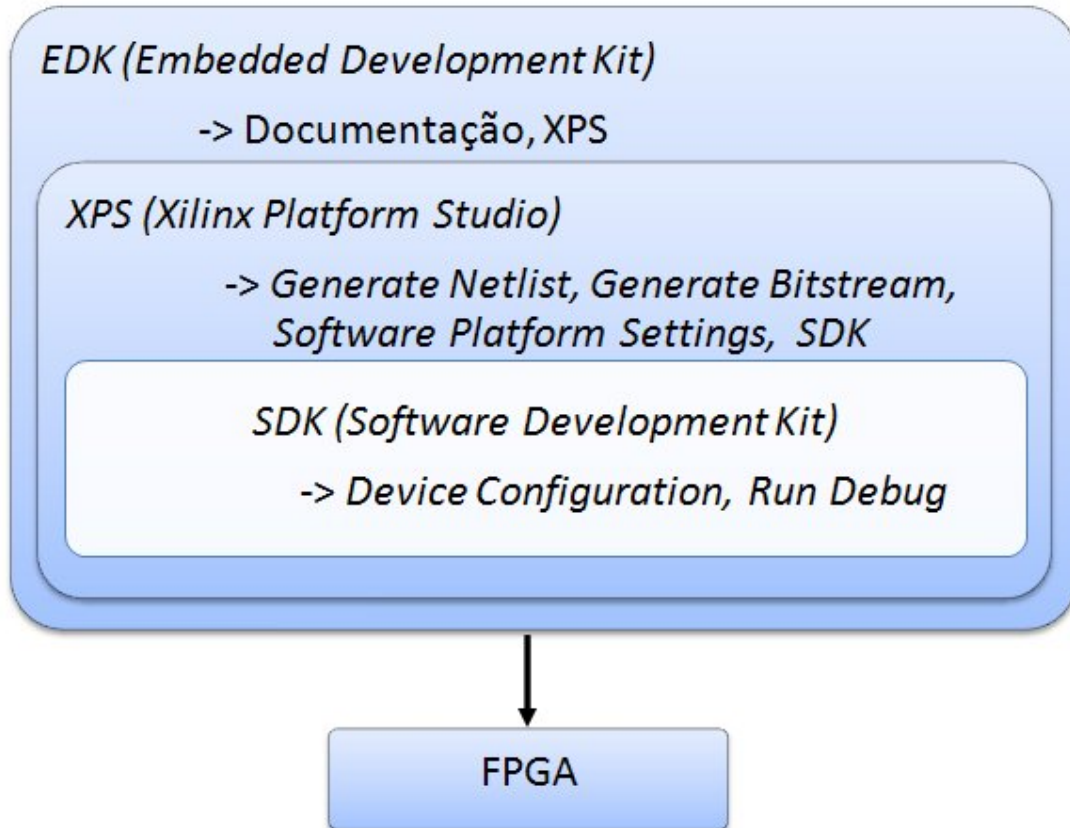 EDK (Embedded Development Kit)
-> Documentação, XPS
XPS (Xilinx Platform Studio)
-> Generate Netlist, Generate Bitstream,
Software Platform Settings, SDK
SDK (Software Development Kit)
-> Device Configuration, Run Debug
FPGA